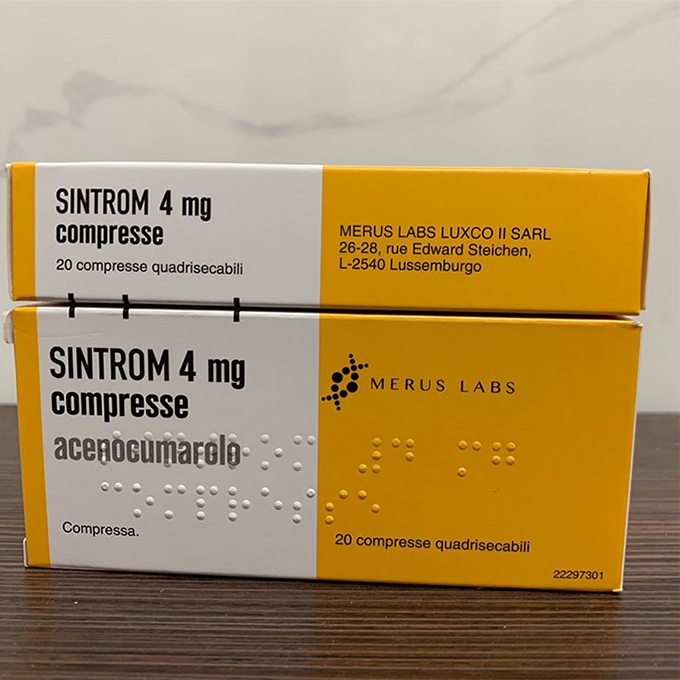 SINTROM 4 mg
compresse
20 compresse quadrisecabili
MERUS LABS LUXCO II SARL
26-28, rue Edward Steichen,
L-2540 Lussemburgo
SINTROM 4 mg
compresse
acenocumarolo
Compressa.
MERUS LABS
20 compresse quadrisecabili
22297301